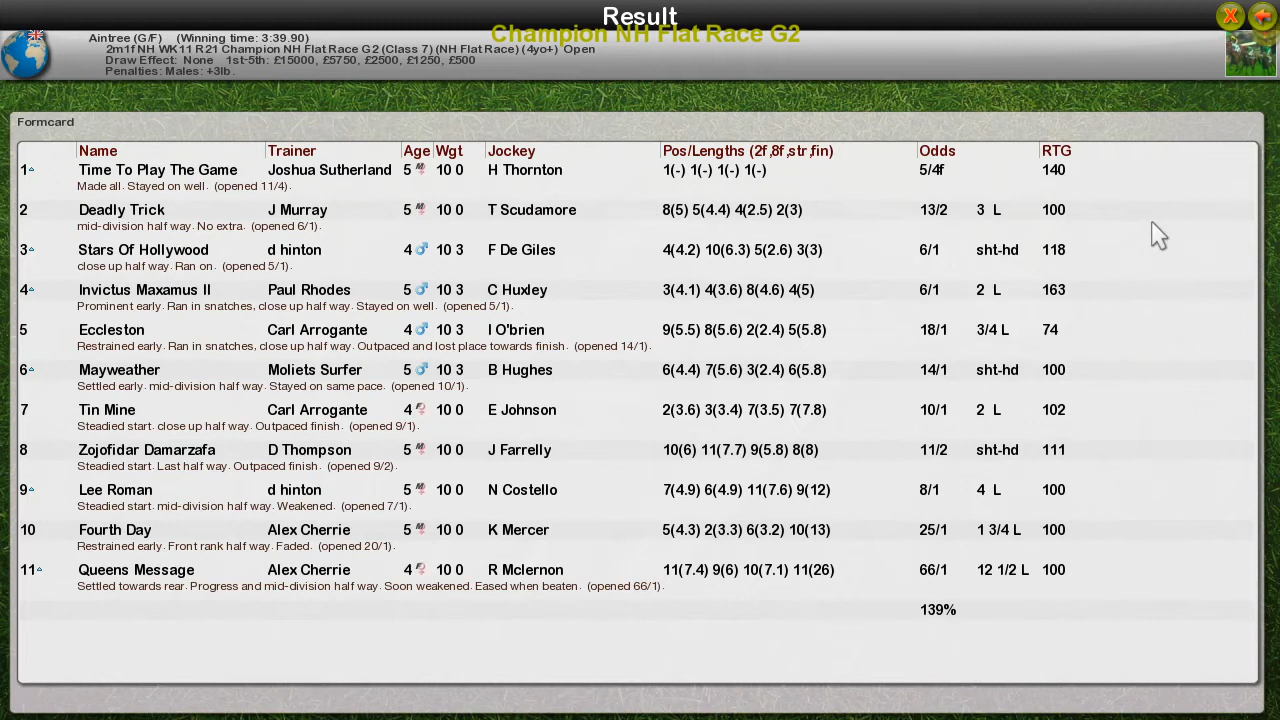 Result
Champion NH Flat Race G2
Aintree (G/F) (Winning time: 3:39.90)
2m1f NH WK11 R21 Champion NH Flat Race G2 (Class 7) (NH Flat Race) (4yo+) Open
Draw Effect: None 1st-5th: £15000, £5750, £2500, £1250, £500
Penalties: Males: +3lb.
Formcard
Name Trainer Age Wgt Jockey Pos/Lengths (2f,8f,str,fin) Odds RTG
1 Time To Play The Game Joshua Sutherland 5 10 0 H Thornton 1(-) 1(-) 1(-) 1(-) 5/4f 140
Made all. Stayed on well. (opened 11/4).
2 Deadly Trick J Murray 5 10 0 T Scudamore 8(5) 5(4.4) 4(2.5) 2(3) 13/2 3 L 100
mid-division half way. No extra. (opened 6/1).
3 Stars Of Hollywood d hinton 4 10 3 F De Giles 4(4.2) 10(6.3) 5(2.6) 3(3) 6/1 sht-hd 118
close up half way. Ran on. (opened 5/1).
4 Invictus Maxamus II Paul Rhodes 5 10 3 C Huxley 3(4.1) 4(3.6) 8(4.6) 4(5) 6/1 2 L 163
Prominent early. Ran in snatches, close up half way. Stayed on well. (opened 5/1).
5 Eccleston Carl Arrogante 4 10 3 I O'brien 9(5.5) 8(5.6) 2(2.4) 5(5.8) 18/1 3/4 L 74
Restrained early. Ran in snatches, close up half way. Outpaced and lost place towards finish. (opened 14/1).
6 Mayweather Moliets Surfer 5 10 3 B Hughes 6(4.4) 7(5.6) 3(2.4) 6(5.8) 14/1 sht-hd 100
Settled early. mid-division half way. Stayed on same pace. (opened 10/1).
7 Tin Mine Carl Arrogante 4 10 0 E Johnson 2(3.6) 3(3.4) 7(3.5) 7(7.8) 10/1 2 L 102
Steadied start. close up half way. Outpaced finish. (opened 9/1).
8 Zojofidar Damarzafa D Thompson 5 10 0 J Farrelly 10(6) 11(7.7) 9(5.8) 8(8) 11/2 sht-hd 111
Steadied start. Last half way. Outpaced finish. (opened 9/2).
9 Lee Roman d hinton 5 10 0 N Costello 7(4.9) 6(4.9) 11(7.6) 9(12) 8/1 4 L 100
Steadied start. mid-division half way. Weakened. (opened 7/1).
10 Fourth Day Alex Cherrie 5 10 0 K Mercer 5(4.3) 2(3.3) 6(3.2) 10(13) 25/1 1 3/4 L 100
Restrained early. Front rank half way. Faded. (opened 20/1).
11 Queens Message Alex Cherrie 4 10 0 R Mclernon 11(7.4) 9(6) 10(7.1) 11(26) 66/1 12 1/2 L 100
Settled towards rear. Progress and mid-division half way. Soon weakened. Eased when beaten. (opened 66/1).
139%